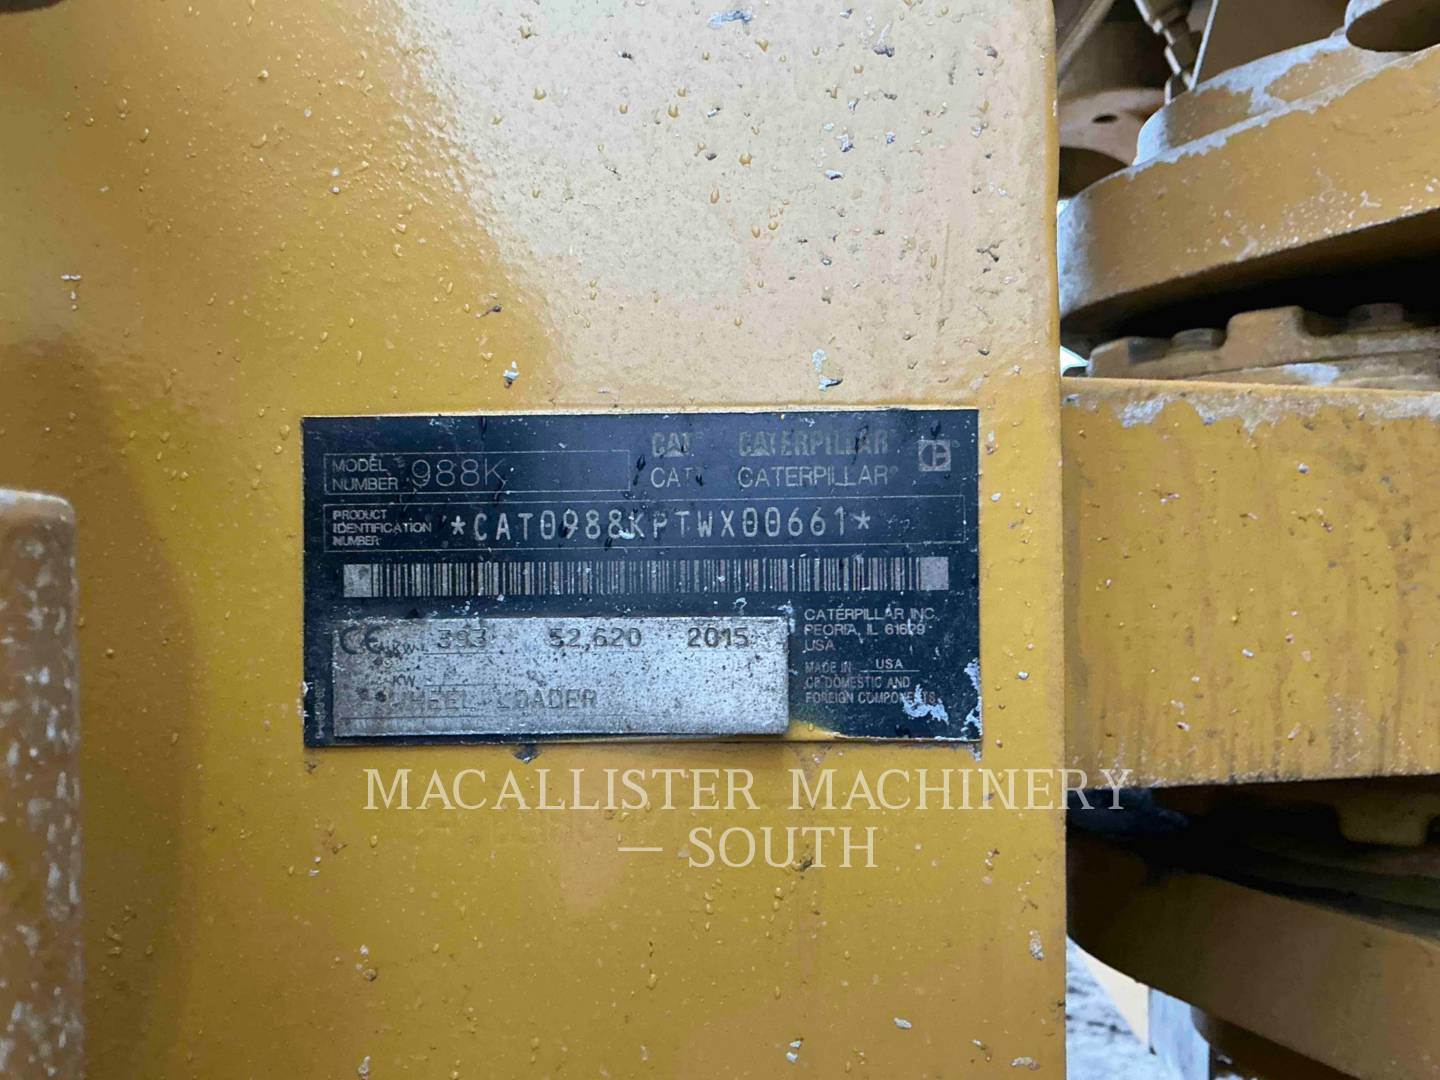 CAT CATERPILLAR
MODEL NUMBER 988K CAT CATERPILLAR
PRODUCT
IDENTIFICATION
NUMBER
*CAT0988KPTWX00661*
CE 393 52,620 2015
KW
WHEEL LOADER
CATERPILLAR INC.
PEORIA, IL 61629
USA
MADE IN USA
OF DOMESTIC AND
FOREIGN COMPONENTS
MACALLISTER MACHINERY
— SOUTH